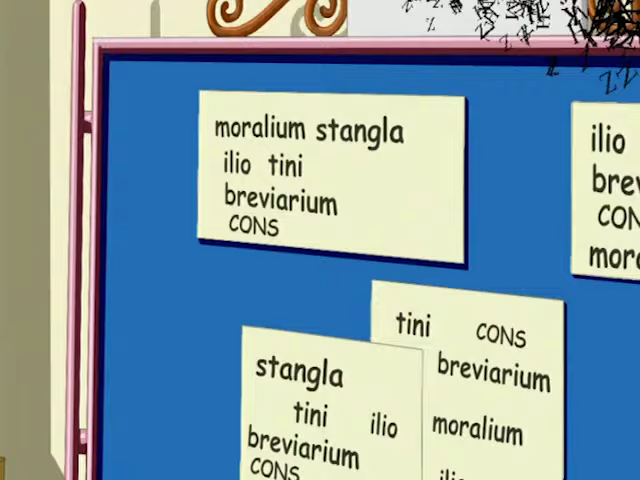 moralium stangla
ilio tini
breviarium
CONS
ilio
tini CONS
breviarium
moralium
stangla
tini ilio
breviarium
CONS